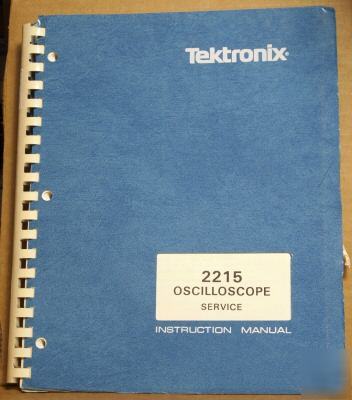 Tektronix®
2215
OSCILLOSCOPE
SERVICE
INSTRUCTION MANUAL